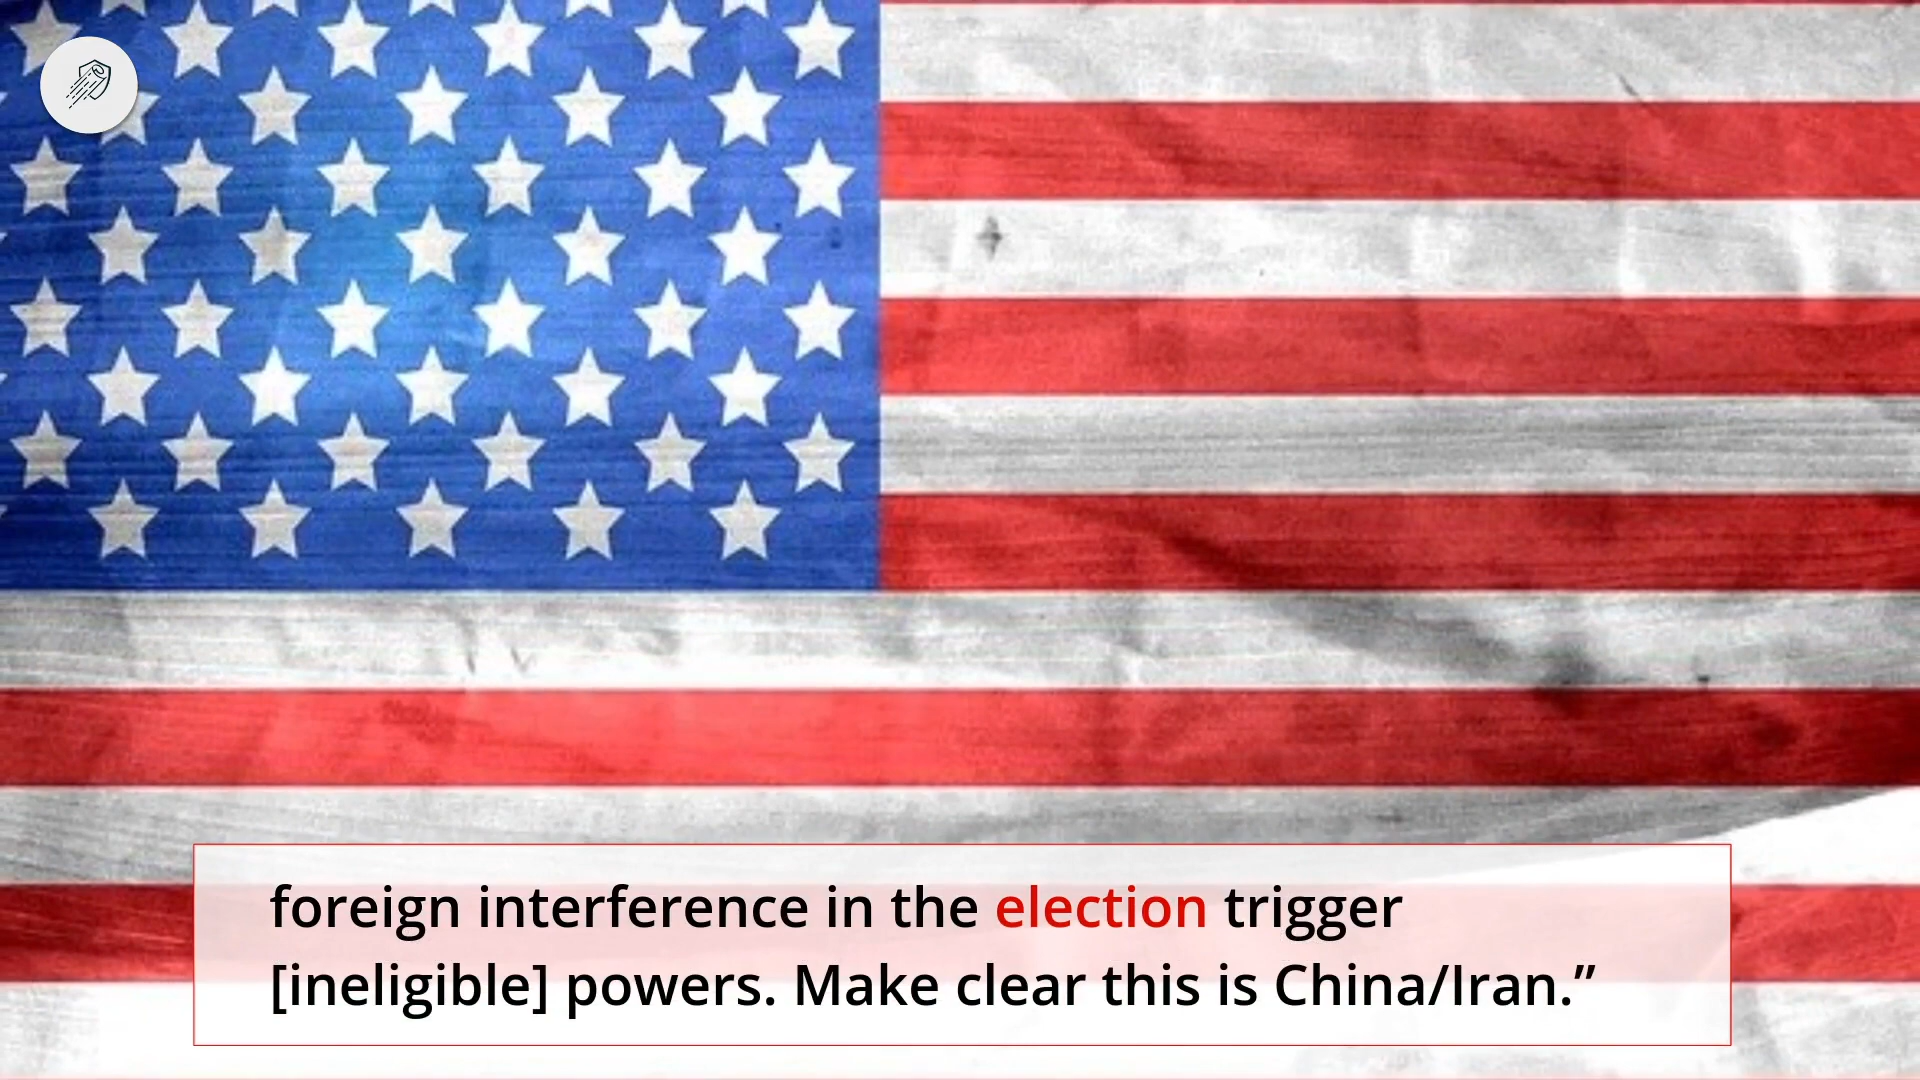 foreign interference in the election trigger
[ineligible] powers. Make clear this is China/Iran.”